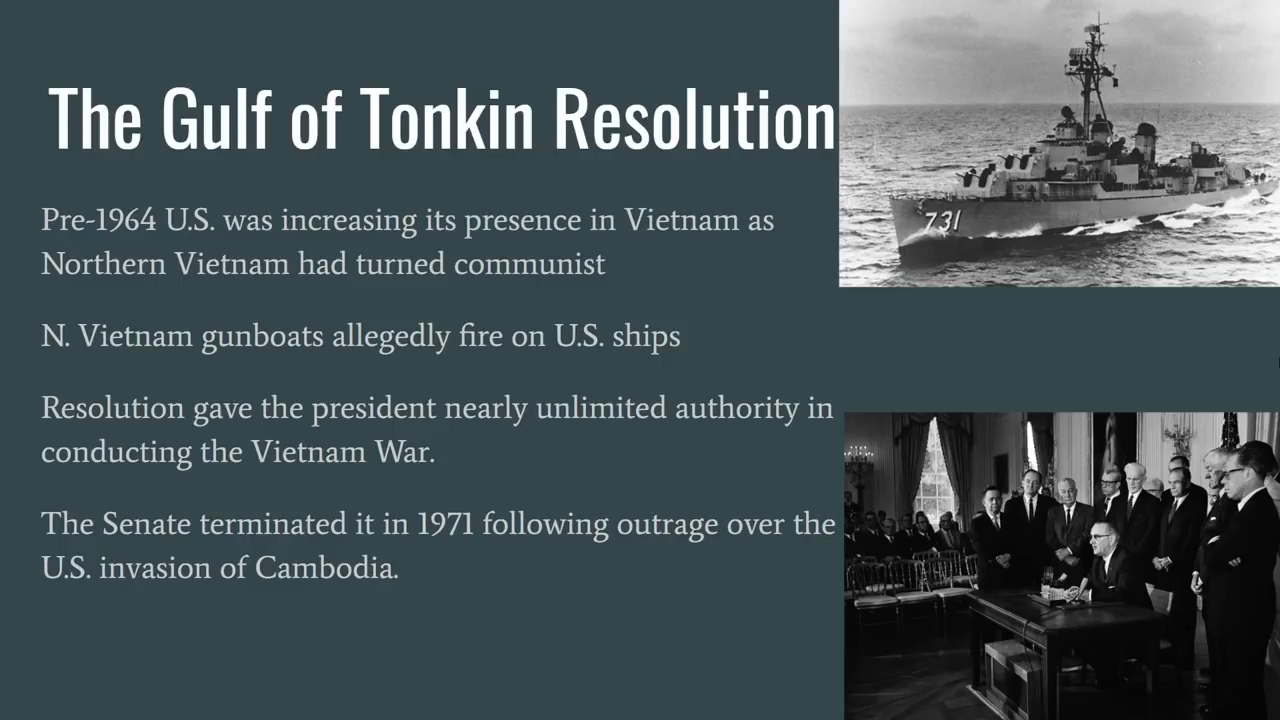 The Gulf of Tonkin Resolution
Pre-1964 U.S. was increasing its presence in Vietnam as
Northern Vietnam had turned communist
N. Vietnam gunboats allegedly fire on U.S. ships
Resolution gave the president nearly unlimited authority in
conducting the Vietnam War.
The Senate terminated it in 1971 following outrage over the
U.S. invasion of Cambodia.
731